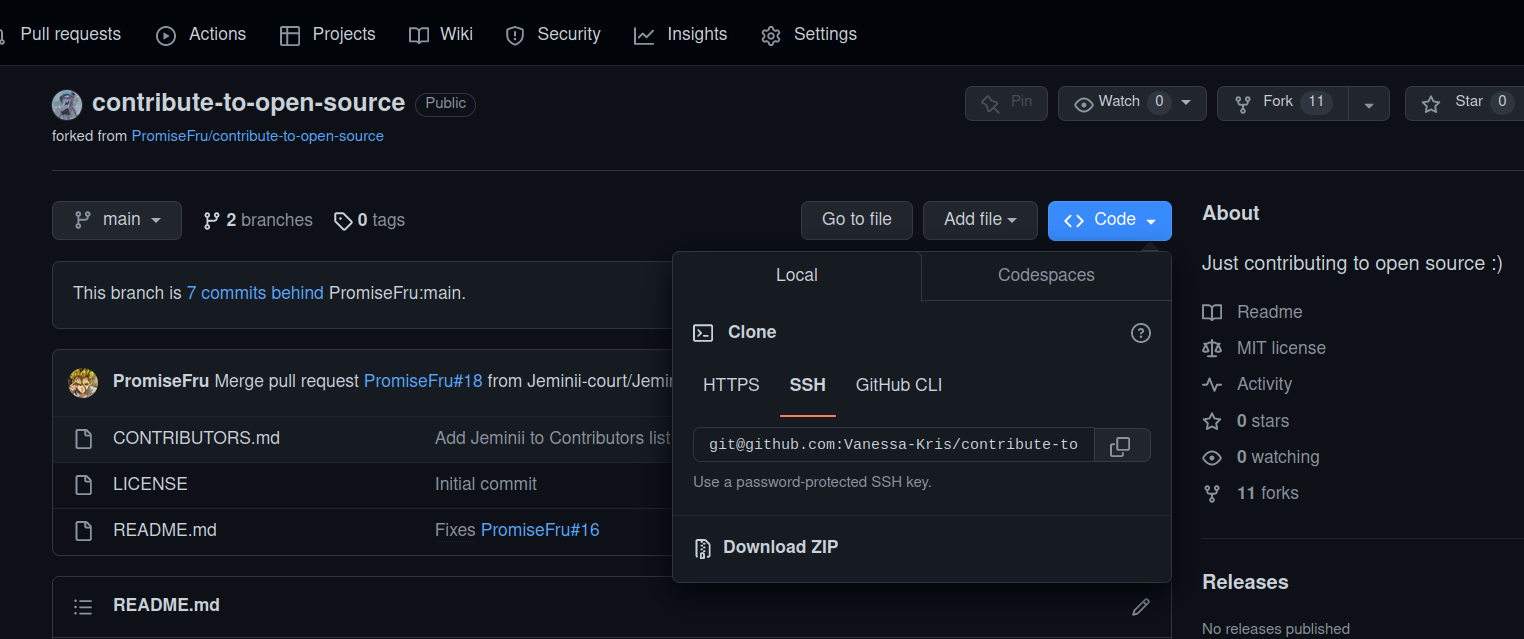 Pull requests Actions Projects Wiki Security Insights Settings
contribute-to-open-source Public
Pin Watch 0 Fork 11 Star 0
forked from PromiseFru/contribute-to-open-source
main 2 branches 0 tags
Go to file Add file Code
This branch is 7 commits behind PromiseFru:main.
PromiseFru Merge pull request PromiseFru#18 from Jeminii-court/Jemin
CONTRIBUTORS.md Add Jeminii to Contributors list
LICENSE Initial commit
README.md Fixes PromiseFru#16
README.md
Local Codespaces
Clone
HTTPS SSH GitHub CLI
git@github.com:Vanessa-Kris/contribute-to
Use a password-protected SSH key.
Download ZIP
About
Just contributing to open source :)
Readme
MIT license
Activity
0 stars
0 watching
11 forks
Releases
No releases published